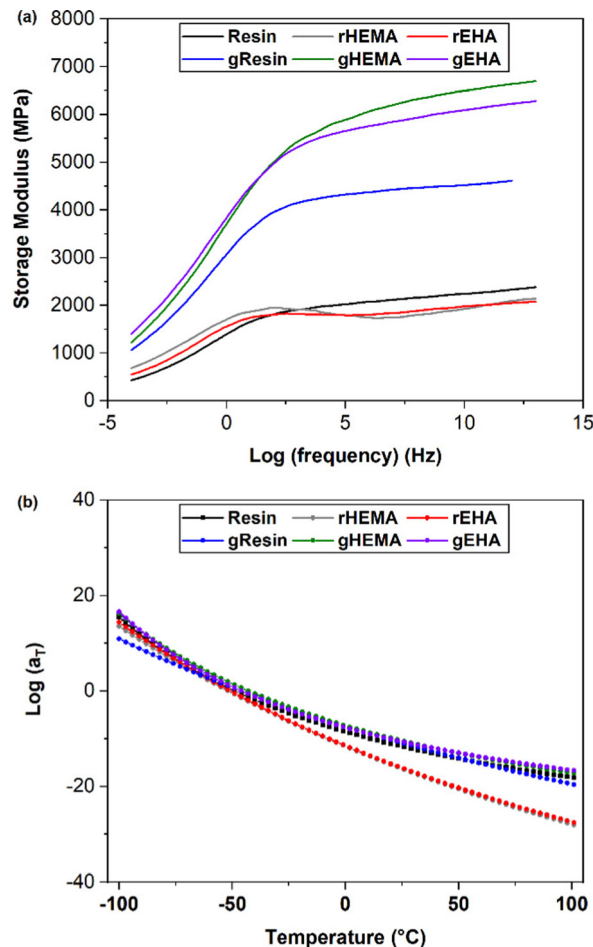 (a)
Resin rHEMA rEHA
gResin gHEMA gEHA
8000
7000
6000
5000
4000
3000
2000
1000
0
Storage Modulus (MPa)
-5 0 5 10 15
Log (frequency) (Hz)
(b)
Resin rHEMA rEHA
gResin gHEMA gEHA
40
20
0
-20
-40
Log (aT)
-100 -50 0 50 100
Temperature (°C)